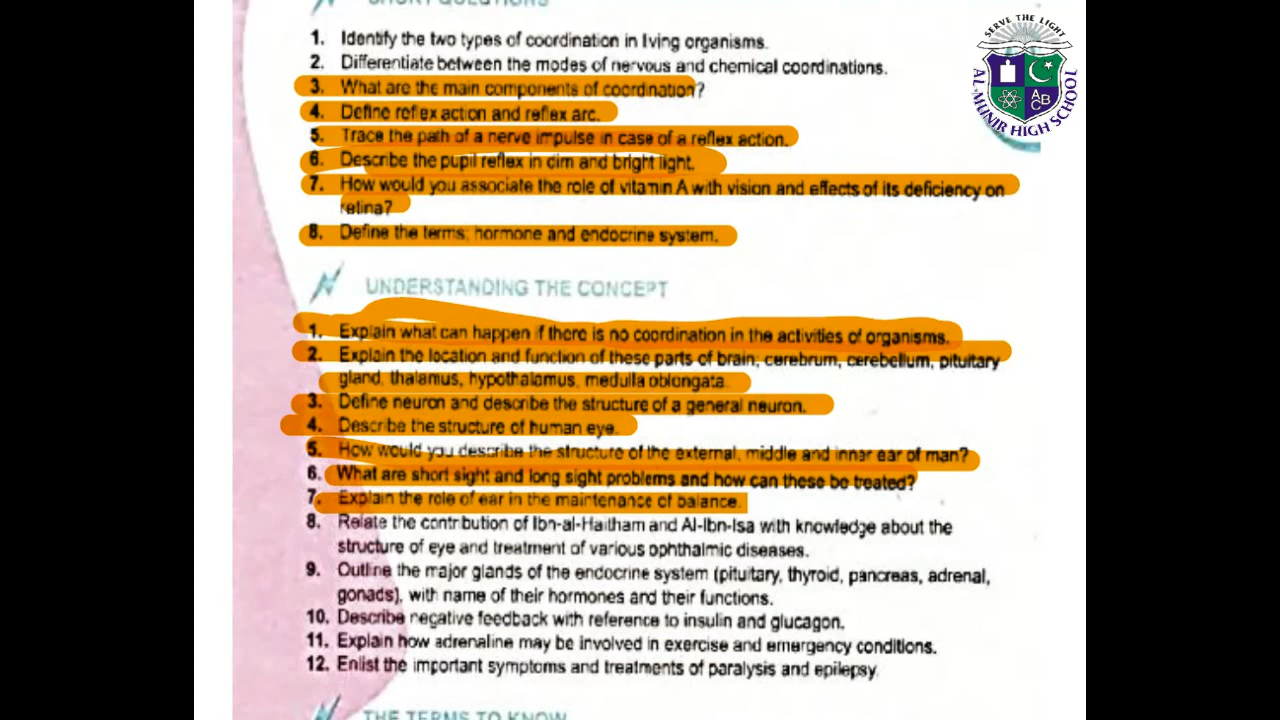 SHORT QUESTIONS
SERVE THE LIGHT
AL-MUNIR HIGH SCHOOL
A B
C
1. Identify the two types of coordination in living organisms.
2. Differentiate between the modes of nervous and chemical coordinations.
3. What are the main components of coordination?
4. Define reflex action and reflex arc.
5. Trace the path of a nerve impulse in case of a reflex action.
6. Describe the pupil reflex in dim and bright light.
7. How would you associate the role of vitamin A with vision and effects of its deficiency on
retina?
8. Define the terms; hormone and endocrine system.
UNDERSTANDING THE CONCEPT
1. Explain what can happen if there is no coordination in the activities of organisms.
2. Explain the location and function of these parts of brain; cerebrum, cerebellum, pituitary
gland, thalamus, hypothalamus, medulla oblongata.
3. Define neuron and describe the structure of a general neuron.
4. Describe the structure of human eye.
5. How would you describe the structure of the external, middle and inner ear of man?
6. What are short sight and long sight problems and how can these be treated?
7. Explain the role of ear in the maintenance of balance.
8. Relate the contribution of Ibn-al-Haitham and Al-Ibn-Isa with knowledge about the
structure of eye and treatment of various ophthalmic diseases.
9. Outline the major glands of the endocrine system (pituitary, thyroid, pancreas, adrenal,
gonads), with name of their hormones and their functions.
10. Describe negative feedback with reference to insulin and glucagon.
11. Explain how adrenaline may be involved in exercise and emergency conditions.
12. Enlist the important symptoms and treatments of paralysis and epilepsy.
THE TERMS TO KNOW